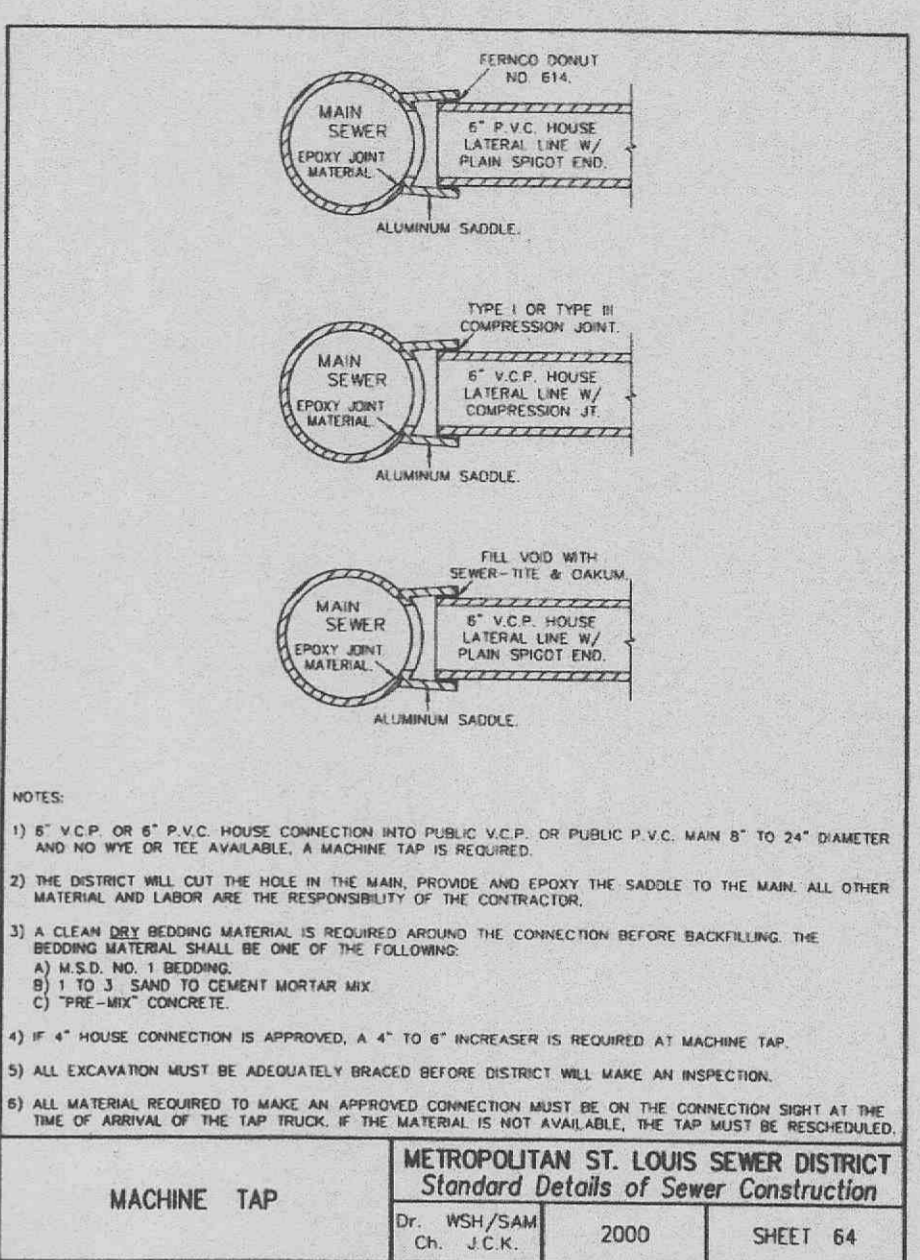 FERNCO DONUT
NO. 614.
MAIN
SEWER
EPOXY JOINT
MATERIAL.
6" P.V.C. HOUSE
LATERAL LINE W/
PLAIN SPIGOT END.
ALUMINUM SADDLE.
TYPE I OR TYPE III
COMPRESSION JOINT.
MAIN
SEWER
EPOXY JOINT
MATERIAL.
6" V.C.P. HOUSE
LATERAL LINE W/
COMPRESSION JT.
ALUMINUM SADDLE.
FILL VOID WITH
SEWER-TITE & OAKUM.
MAIN
SEWER
EPOXY JOINT
MATERIAL.
6" V.C.P. HOUSE
LATERAL LINE W/
PLAIN SPIGOT END.
ALUMINUM SADDLE.
NOTES:
1) 6" V.C.P. OR 6" P.V.C. HOUSE CONNECTION INTO PUBLIC V.C.P. OR PUBLIC P.V.C. MAIN 8" TO 24" DIAMETER
AND NO WYE OR TEE AVAILABLE, A MACHINE TAP IS REQUIRED.
2) THE DISTRICT WILL CUT THE HOLE IN THE MAIN, PROVIDE AND EPOXY THE SADDLE TO THE MAIN. ALL OTHER
MATERIAL AND LABOR ARE THE RESPONSIBILITY OF THE CONTRACTOR.
3) A CLEAN DRY BEDDING MATERIAL IS REQUIRED AROUND THE CONNECTION BEFORE BACKFILLING. THE
BEDDING MATERIAL SHALL BE ONE OF THE FOLLOWING:
A) M.S.D. NO. 1 BEDDING.
B) 1 TO 3 SAND TO CEMENT MORTAR MIX.
C) "PRE-MIX" CONCRETE.
4) IF 4" HOUSE CONNECTION IS APPROVED, A 4" TO 6" INCREASER IS REQUIRED AT MACHINE TAP.
5) ALL EXCAVATION MUST BE ADEQUATELY BRACED BEFORE DISTRICT WILL MAKE AN INSPECTION.
6) ALL MATERIAL REQUIRED TO MAKE AN APPROVED CONNECTION MUST BE ON THE CONNECTION SIGHT AT THE
TIME OF ARRIVAL OF THE TAP TRUCK. IF THE MATERIAL IS NOT AVAILABLE, THE TAP MUST BE RESCHEDULED.
MACHINE TAP
METROPOLITAN ST. LOUIS SEWER DISTRICT
Standard Details of Sewer Construction
Dr. WSH/SAM
Ch. J.C.K.
2000
SHEET 64